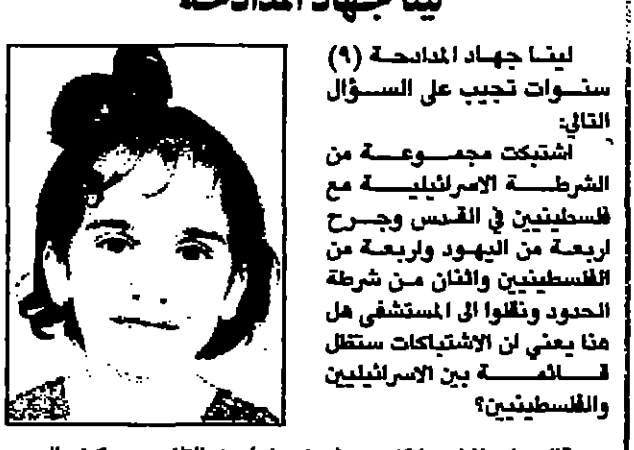 لينا جهاد المدادحة
لينا جهاد المدادحة (٩)
سنوات تجيب على السؤال
التالي:
اشتبكت مجموعة من
الشرطة الاسرائيلية مع
فلسطينيين في القدس وجرح
اربعة من اليهود واربعة من
الفلسطينيين واثنان من شرطة
الحدود ونقلوا الى المستشفى هل
هذا يعني ان الاشتباكات ستظل
قائمة بين الاسرائيليين
والفلسطينيين؟